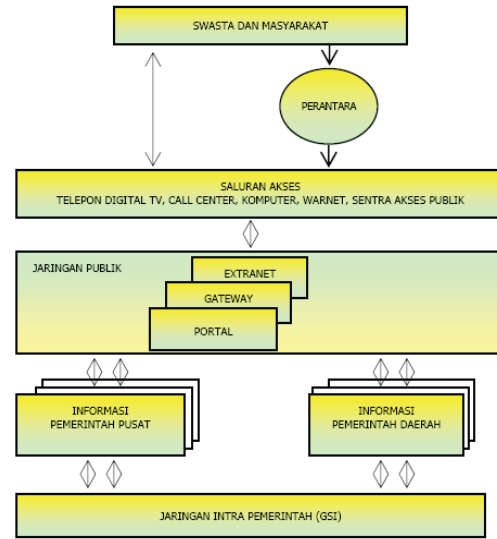 SWASTA DAN MASYARAKAT
PERANTARA
SALURAN AKSES
TELEPON DIGITAL TV, CALL CENTER, KOMPUTER, WARNET, SENTRA AKSES PUBLIK
JARINGAN PUBLIK
EXTRANET
GATEWAY
PORTAL
INFORMASI
PEMERINTAH PUSAT
INFORMASI
PEMERINTAH DAERAH
JARINGAN INTRA PEMERINTAH (GSI)